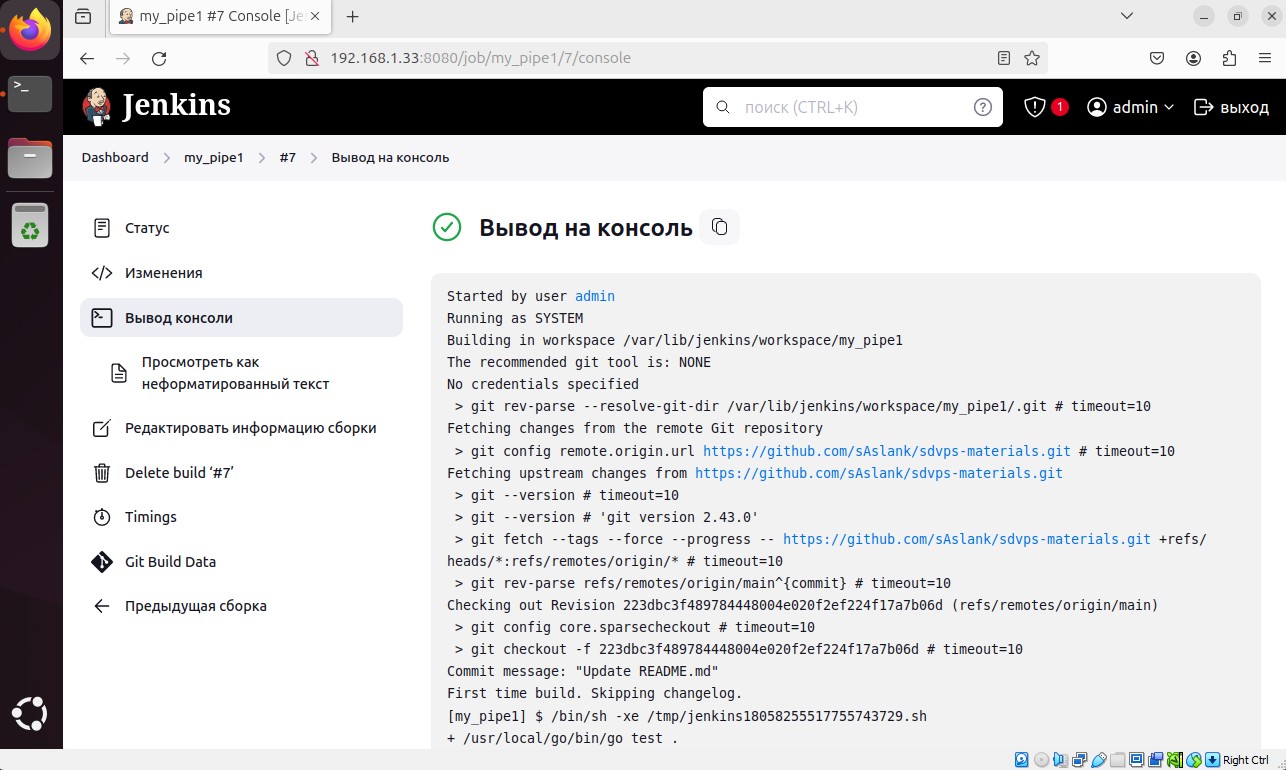 my_pipe1 #7 Console [Je
192.168.1.33:8080/job/my_pipe1/7/console
Jenkins
поиск (CTRL+K)
1
admin
выход
Dashboard
my_pipe1
#7
Вывод на консоль
Статус
Изменения
Вывод консоли
Просмотреть как
неформатированный текст
Редактировать информацию сборки
Delete build ‘#7’
Timings
Git Build Data
Предыдущая сборка
Вывод на консоль
Started by user admin
Running as SYSTEM
Building in workspace /var/lib/jenkins/workspace/my_pipe1
The recommended git tool is: NONE
No credentials specified
> git rev-parse --resolve-git-dir /var/lib/jenkins/workspace/my_pipe1/.git # timeout=10
Fetching changes from the remote Git repository
> git config remote.origin.url https://github.com/sAslank/sdvps-materials.git # timeout=10
Fetching upstream changes from https://github.com/sAslank/sdvps-materials.git
> git --version # timeout=10
> git --version # 'git version 2.43.0'
> git fetch --tags --force --progress -- https://github.com/sAslank/sdvps-materials.git +refs/
heads/*:refs/remotes/origin/* # timeout=10
> git rev-parse refs/remotes/origin/main^{commit} # timeout=10
Checking out Revision 223dbc3f489784448004e020f2ef224f17a7b06d (refs/remotes/origin/main)
> git config core.sparsecheckout # timeout=10
> git checkout -f 223dbc3f489784448004e020f2ef224f17a7b06d # timeout=10
Commit message: "Update README.md"
First time build. Skipping changelog.
[my_pipe1] $ /bin/sh -xe /tmp/jenkins18058255517755743729.sh
+ /usr/local/go/bin/go test .
Right Ctrl